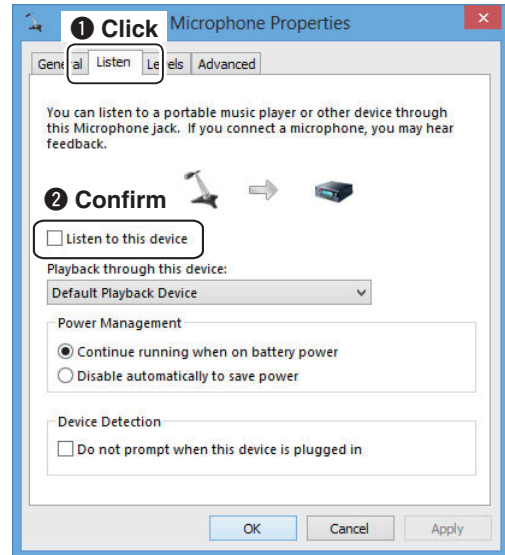 ❶ Click
Microphone Properties
General Listen Levels Advanced
You can listen to a portable music player or other device through
this Microphone jack. If you connect a microphone, you may hear
feedback.
❷ Confirm
Listen to this device
Playback through this device:
Default Playback Device
Power Management
Continue running when on battery power
Disable automatically to save power
Device Detection
Do not prompt when this device is plugged in
OK Cancel Apply